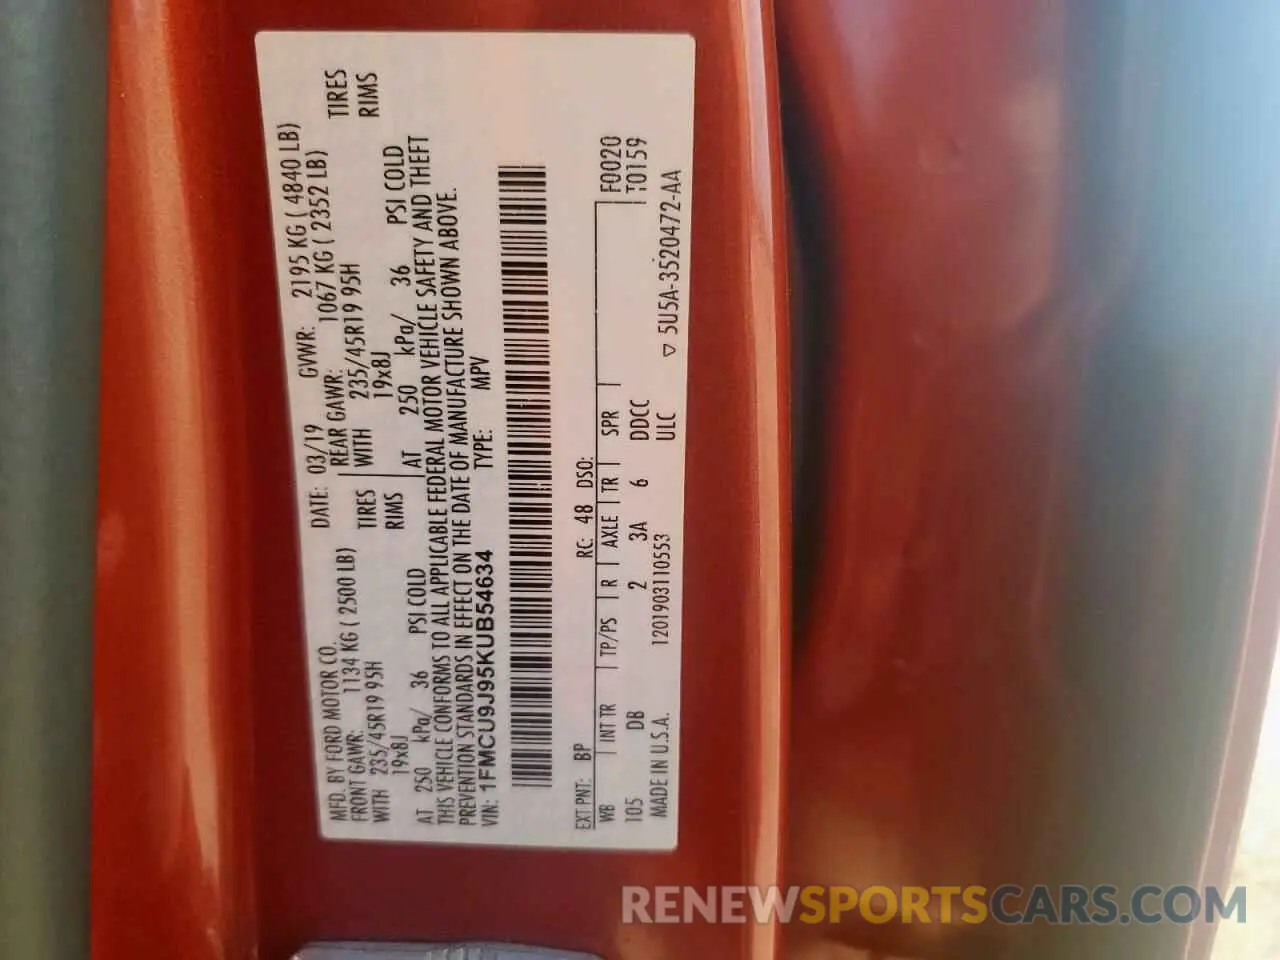 MFD. BY FORD MOTOR CO.
DATE: 03/19 GVWR: 2195 KG ( 4840 LB)
FRONT GAWR: 1134 KG ( 2500 LB) REAR GAWR: 1067 KG ( 2352 LB)
WITH 235/45R19 95H TIRES WITH 235/45R19 95H TIRES
19x8J RIMS 19x8J RIMS
AT 250 kPa/ 36 PSI COLD AT 250 kPa/ 36 PSI COLD
THIS VEHICLE CONFORMS TO ALL APPLICABLE FEDERAL MOTOR VEHICLE SAFETY AND THEFT
PREVENTION STANDARDS IN EFFECT ON THE DATE OF MANUFACTURE SHOWN ABOVE.
VIN: 1FMCU9J95KUB54634 TYPE: MPV
EXT PNT: BP RC: 48 DSO: F0020
WB INT TR TP/PS R AXLE TR SPR T0159
105 DB 2 3A 6 DDCC
MADE IN U.S.A. 1201903110553 ULC ▽ 5U5A-3520472-AA
RENEWSPORTSCARS.COM